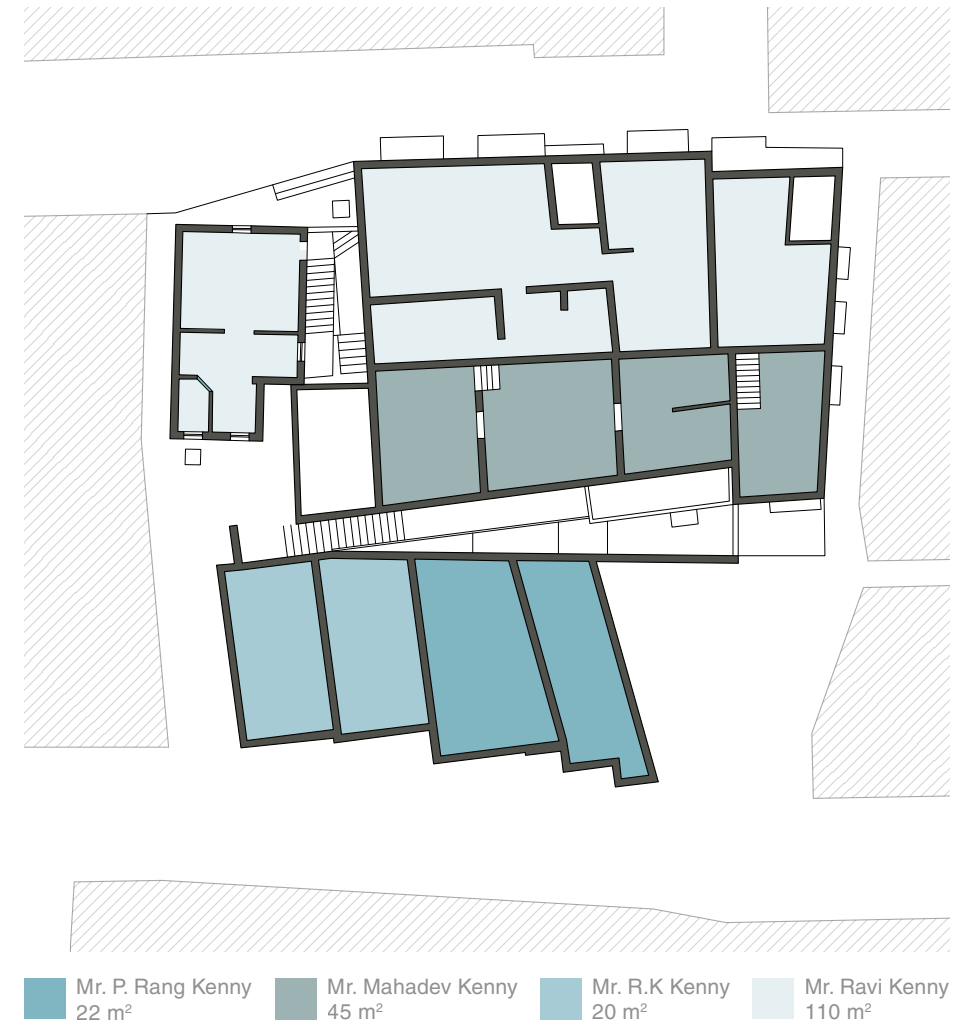 Mr. P. Rang Kenny
22 m²
Mr. Mahadev Kenny
45 m²
Mr. R.K Kenny
20 m²
Mr. Ravi Kenny
110 m²